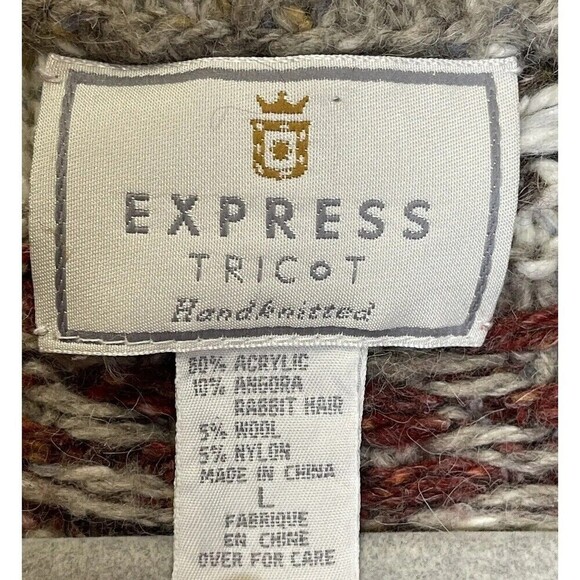 EXPRESS
TRICOT
Handknitted
80% ACRYLIC
10% ANGORA
RABBIT HAIR
5% WOOL
5% NYLON
MADE IN CHINA
L
FABRIQUE
EN CHINE
OVER FOR CARE